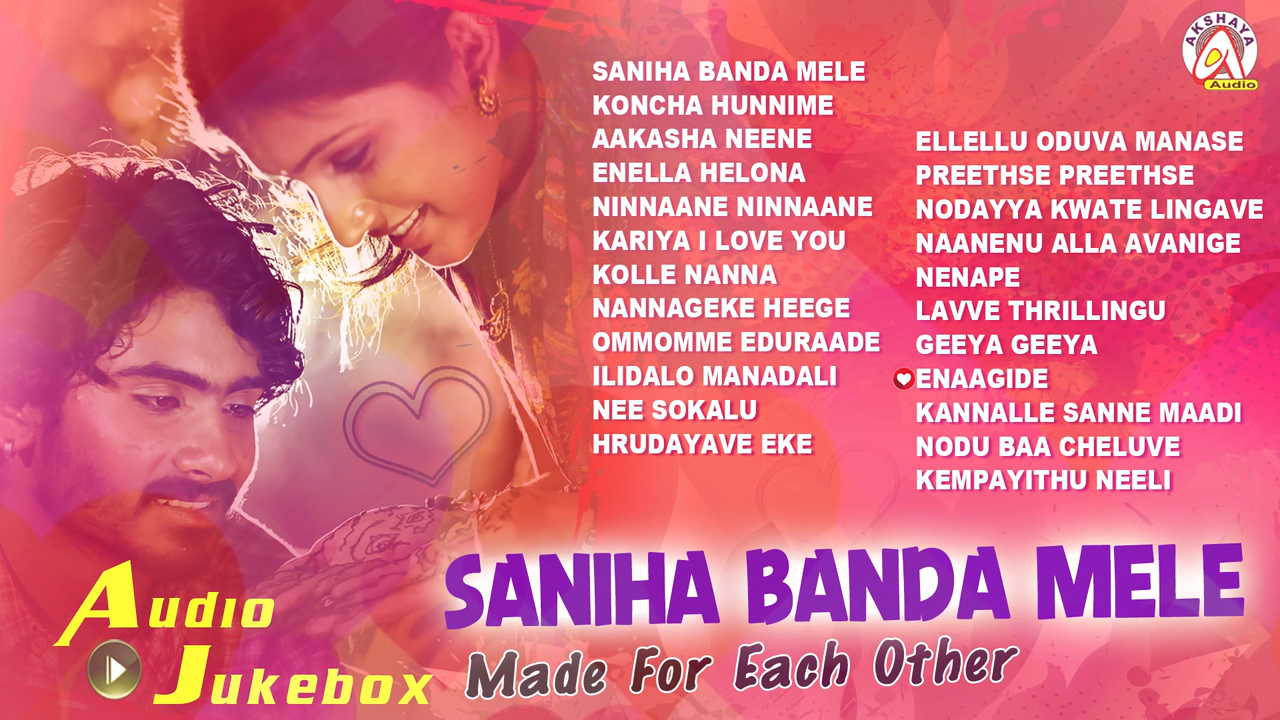 AKSHAYA
Audio
SANIHA BANDA MELE
KONCHA HUNNIME
AAKASHA NEENE
ENELLA HELONA
NINNAANE NINNAANE
KARIYA I LOVE YOU
KOLLE NANNA
NANNAGEKE HEEGE
OMMOMME EDURAADE
ILIDALO MANADALI
NEE SOKALU
HRUDAYAVE EKE
ELLELLU ODUVA MANASE
PREETHSE PREETHSE
NODAYYA KWATE LINGAVE
NAANENU ALLA AVANIGE
NENAPE
LAVVE THRILLINGU
GEEYA GEEYA
ENAAGIDE
KANNALLE SANNE MAADI
NODU BAA CHELUVE
KEMPAYITHU NEELI
SANIHA BANDA MELE
Made For Each Other
AUDIO
JUKEBOX